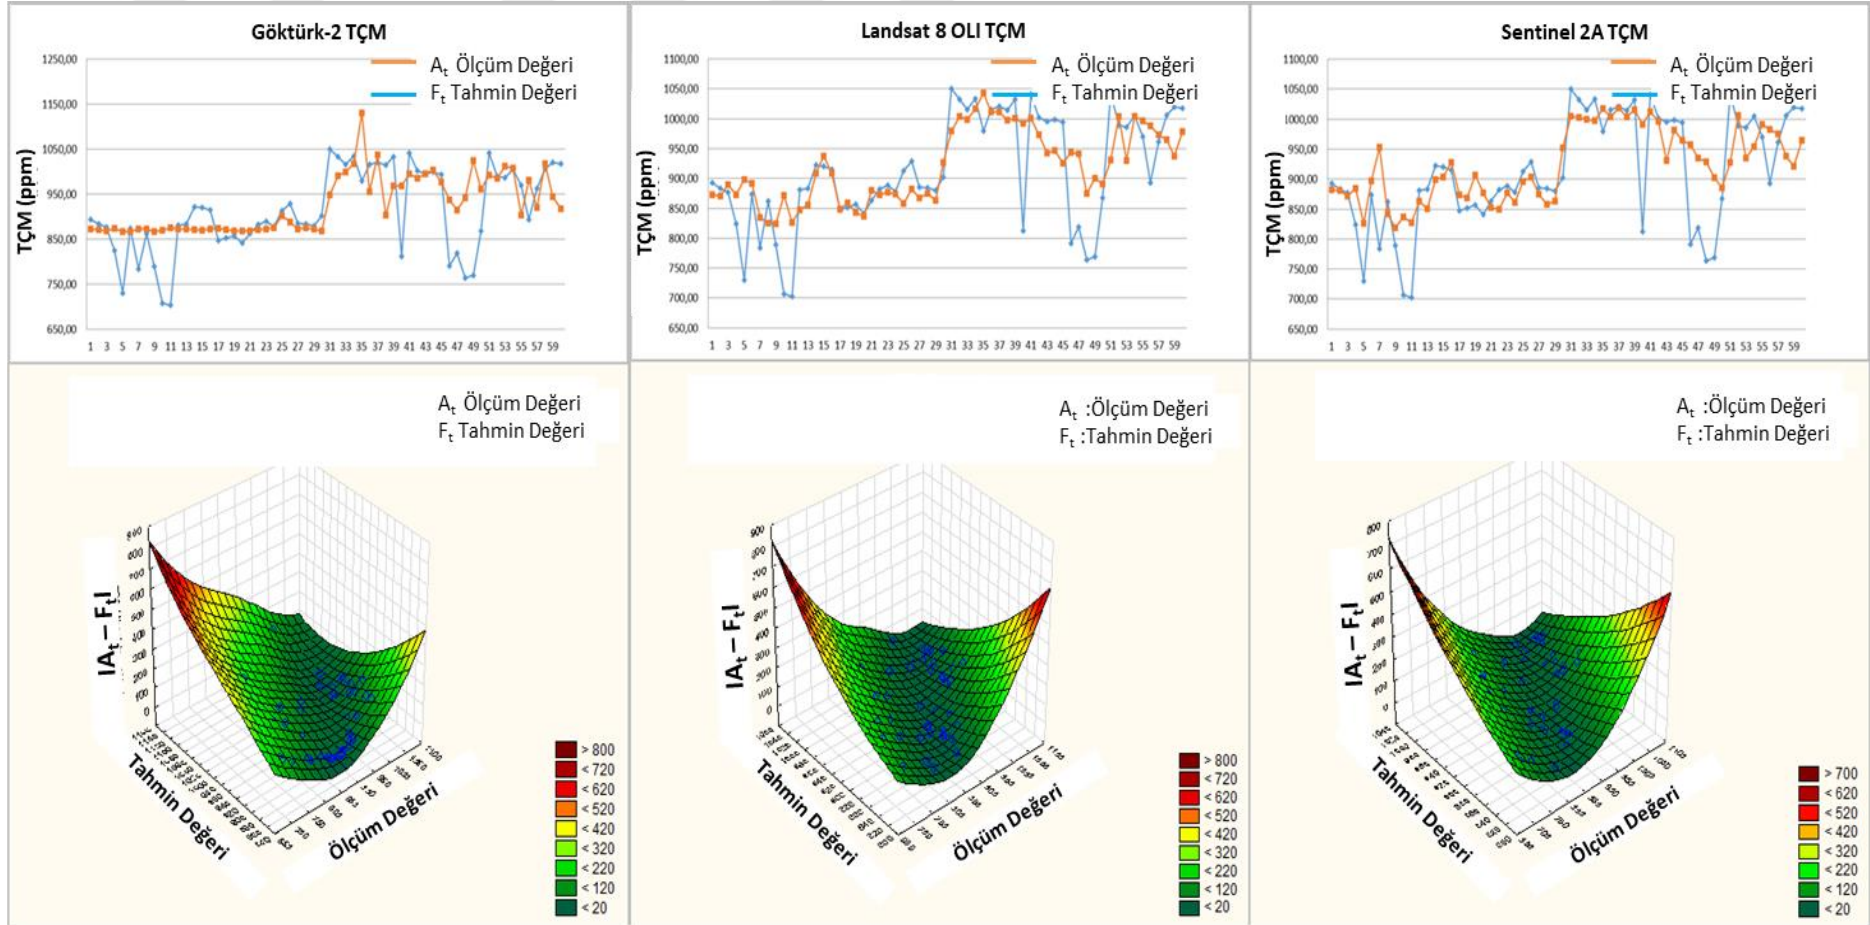 Göktürk-2 TÇM
At Ölçüm Değeri
Ft Tahmin Değeri
TÇM (ppm)
1250,00
1150,00
1050,00
950,00
850,00
750,00
650,00
1 3 5 7 9 11 13 15 17 19 21 23 25 27 29 31 33 35 37 39 41 43 45 47 49 51 53 55 57 59
Landsat 8 OLI TÇM
At Ölçüm Değeri
Ft Tahmin Değeri
TÇM (ppm)
1100,00
1050,00
1000,00
950,00
900,00
850,00
800,00
750,00
700,00
650,00
1 3 5 7 9 11 13 15 17 19 21 23 25 27 29 31 33 35 37 39 41 43 45 47 49 51 53 55 57 59
Sentinel 2A TÇM
At Ölçüm Değeri
Ft Tahmin Değeri
TÇM (ppm)
1100,00
1050,00
1000,00
950,00
900,00
850,00
800,00
750,00
700,00
650,00
1 3 5 7 9 11 13 15 17 19 21 23 25 27 29 31 33 35 37 39 41 43 45 47 49 51 53 55 57 59
At Ölçüm Değeri
Ft Tahmin Değeri
IAt – FtI
Tahmin Değeri
Ölçüm Değeri
> 800
< 720
< 620
< 520
< 420
< 320
< 220
< 120
< 20
At :Ölçüm Değeri
Ft :Tahmin Değeri
IAt – FtI
Tahmin Değeri
Ölçüm Değeri
> 800
< 720
< 620
< 520
< 420
< 320
< 220
< 120
< 20
At :Ölçüm Değeri
Ft :Tahmin Değeri
IAt – FtI
Tahmin Değeri
Ölçüm Değeri
> 700
< 620
< 520
< 420
< 320
< 220
< 120
< 20